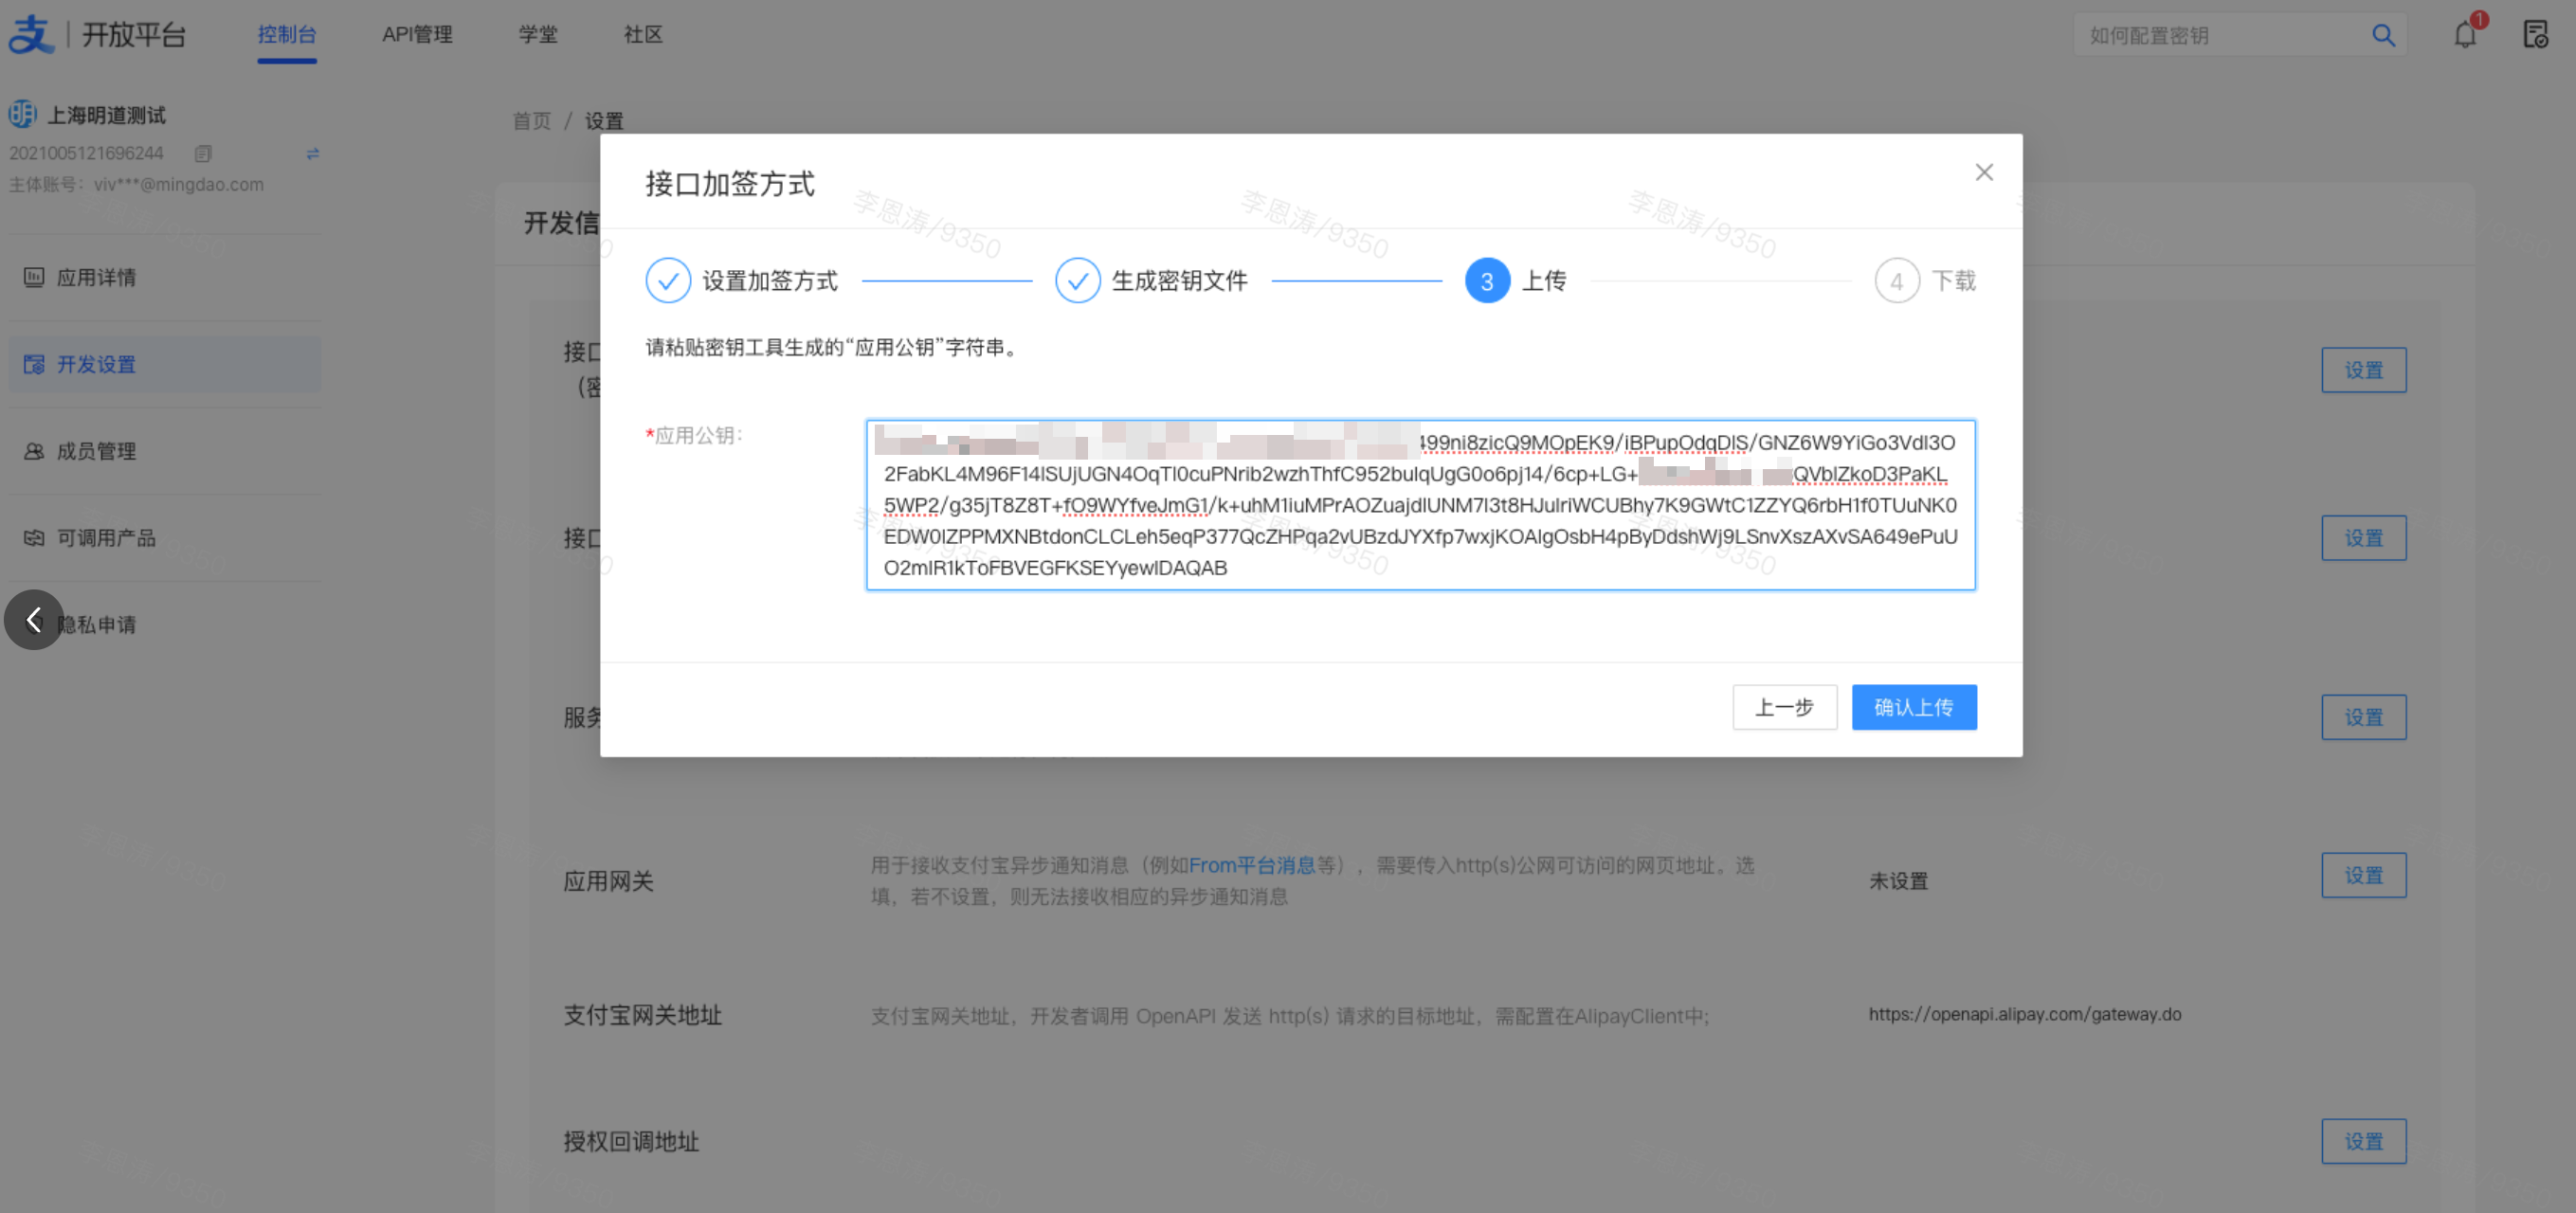 支 | 开放平台
控制台
API管理
学堂
社区
如何配置密钥
1
上海明道测试
2021005121696244
主体账号：viv***@mingdao.com
应用详情
开发设置
成员管理
可调用产品
隐私申请
首页 / 设置
开发信
接口加签方式
设置加签方式
生成密钥文件
3 上传
4 下载
请粘贴密钥工具生成的“应用公钥”字符串。
*应用公钥：
499ni8zicQ9MOpEK9/iBPupOdqDlS/GNZ6W9YiGo3Vdl3O
2FabKL4M96F14lSUjUGN4OqTl0cuPNrib2wzhThfC952bulqUgG0o6pj14/6cp+LG+ QVblZkoD3PaKL
5WP2/g35jT8Z8T+fO9WYfveJmG1/k+uhM1iuMPrAOZuajdlUNM7l3t8HJulriWCUBhy7K9GWtC1ZZYQ6rbH1f0TUuNK0
EDW0lZPPMXNBtdonCLCLeh5eqP377QcZHPqa2vUBzdJYXfp7wxjKOAlgOsbH4pByDdshWj9LSnvXszAXvSA649ePuU
O2mlR1kToFBVEGFKSEYyewIDAQAB
上一步
确认上传
接口
（密
设置
接口
设置
服务
设置
应用网关
用于接收支付宝异步通知消息（例如From平台消息等），需要传入http(s)公网可访问的网页地址。选
填，若不设置，则无法接收相应的异步通知消息
未设置
设置
支付宝网关地址
支付宝网关地址，开发者调用 OpenAPI 发送 http(s) 请求的目标地址，需配置在AlipayClient中;
https://openapi.alipay.com/gateway.do
授权回调地址
设置
李恩涛/9350